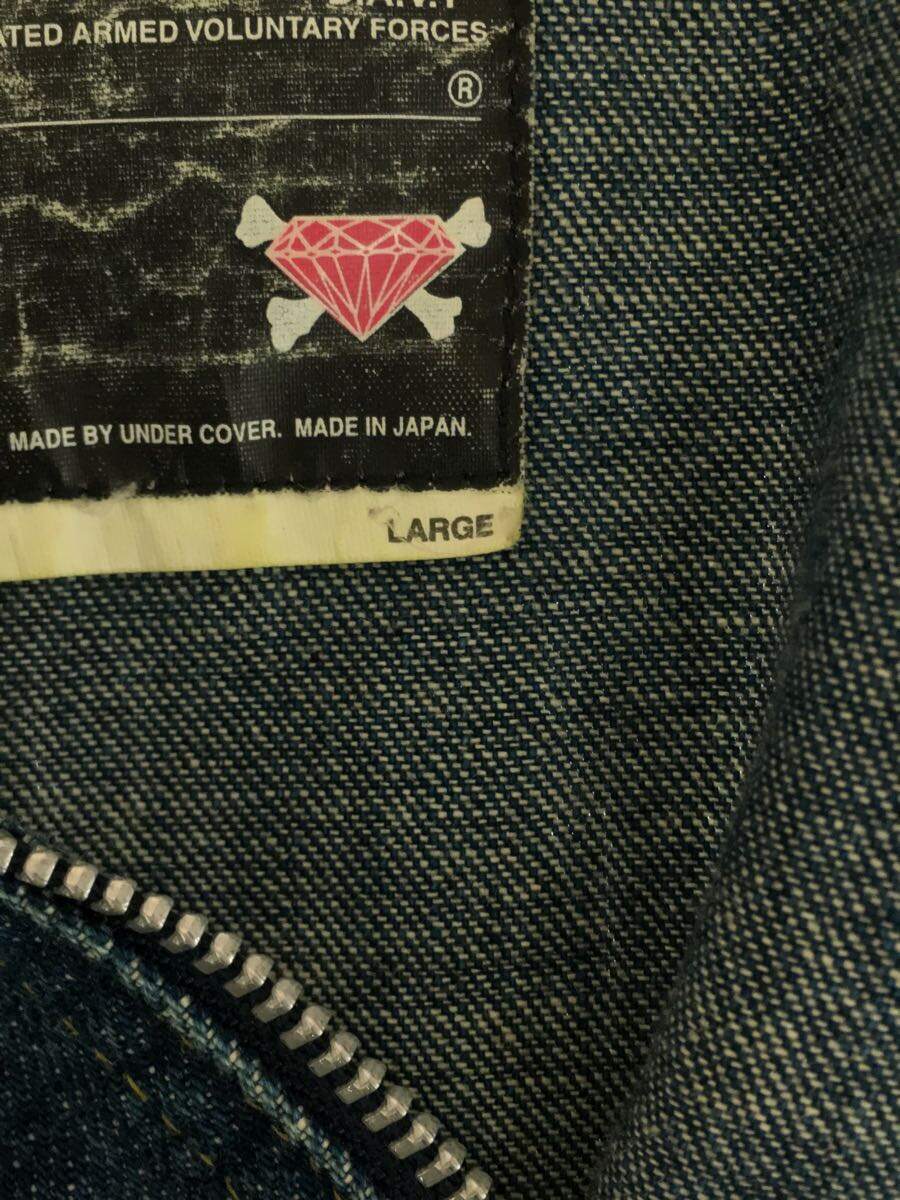 ATED ARMED VOLUNTARY FORCES
®
MADE BY UNDER COVER. MADE IN JAPAN.
LARGE